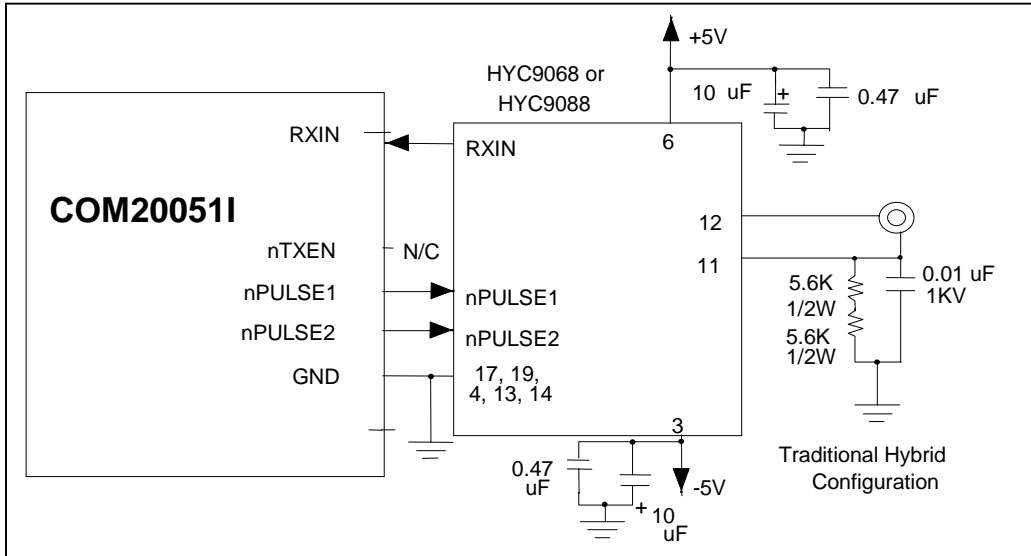 +5V
HYC9068 or
HYC9088
10 uF +
0.47 uF
6
RXIN
RXIN
COM20051I
12
nTXEN
N/C
11
nPULSE1
nPULSE1
nPULSE2
nPULSE2
5.6K
1/2W
5.6K
1/2W
0.01 uF
1KV
GND
17, 19,
4, 13, 14
3
0.47
uF
+ 10
uF
-5V
Traditional Hybrid
Configuration